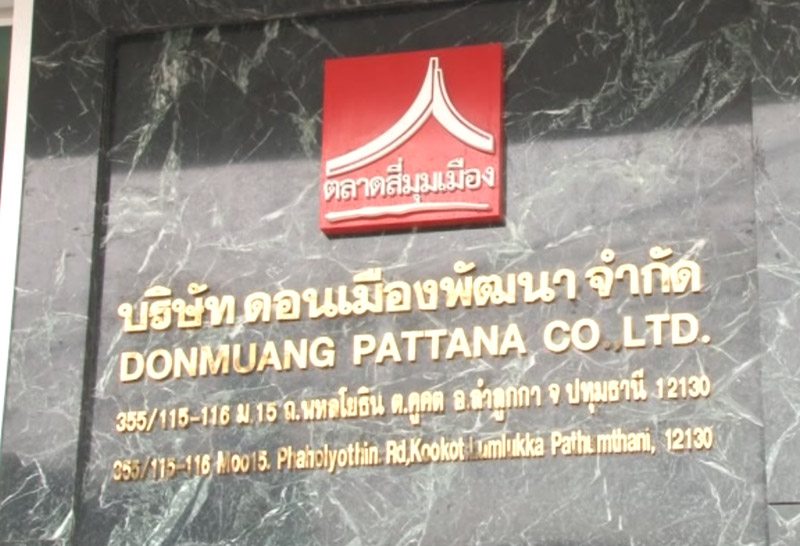 ตลาดสี่มุมเมือง
บริษัท ดอนเมืองพัฒนา จำกัด
DONMUANG PATTANA CO.,LTD.
355/115-116 ม.15 ถ.พหลโยธิน ต.คูคต อ.ลำลูกกา จ ปทุมธานี 12130
355/115-116 Moo15. Phaholyothin Rd,Kookot Lumlukka Pathumthani, 12130